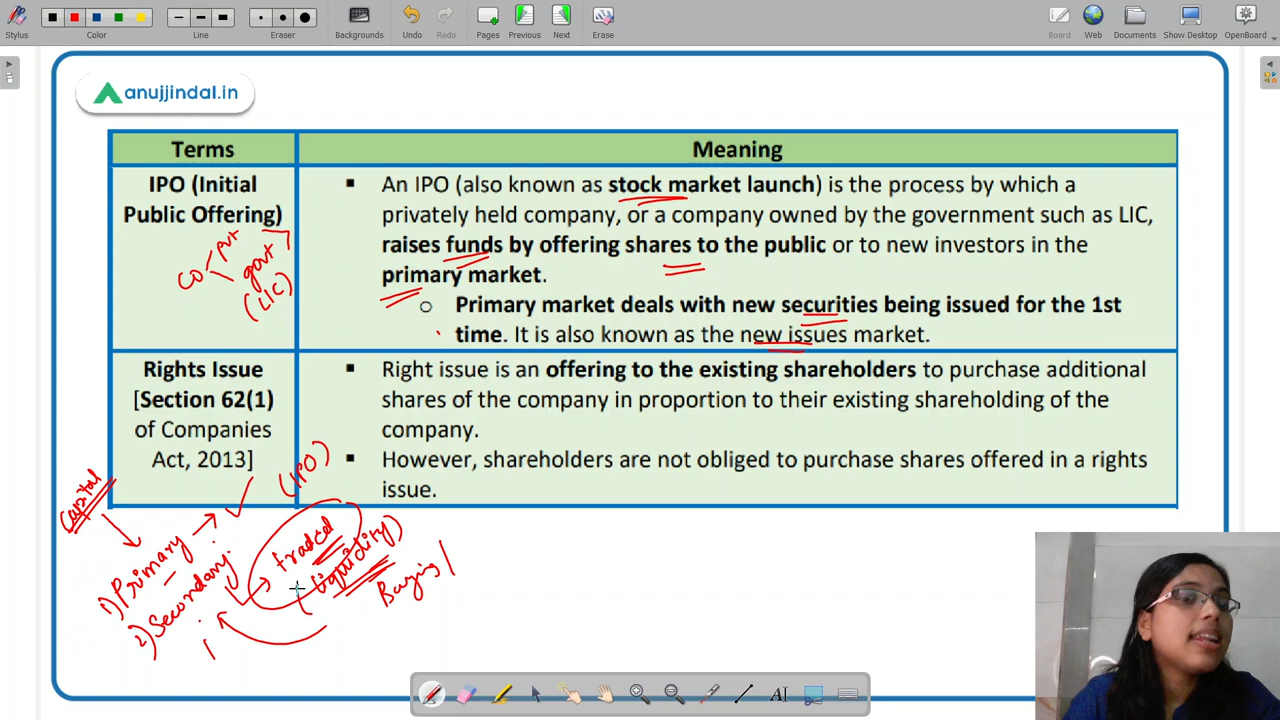 Stylus
Color
Line
Eraser
Backgrounds
Undo
Redo
Pages
Previous
Next
Erase
Board
Web
Documents
Show Desktop
OpenBoard
anujjindal.in
Terms
Meaning
IPO (Initial
Public Offering)
co
pvt
govt
(LIC)
▪ An IPO (also known as stock market launch) is the process by which a
privately held company, or a company owned by the government such as LIC,
raises funds by offering shares to the public or to new investors in the
primary market.
o Primary market deals with new securities being issued for the 1st
time. It is also known as the new issues market.
Rights Issue
[Section 62(1)
of Companies
Act, 2013]
▪ Right issue is an offering to the existing shareholders to purchase additional
shares of the company in proportion to their existing shareholding of the
company.
▪ However, shareholders are not obliged to purchase shares offered in a rights
issue.
Capital
1) Primary
(IPO)
2) Secondary
traded
(liquidity)
Buying /